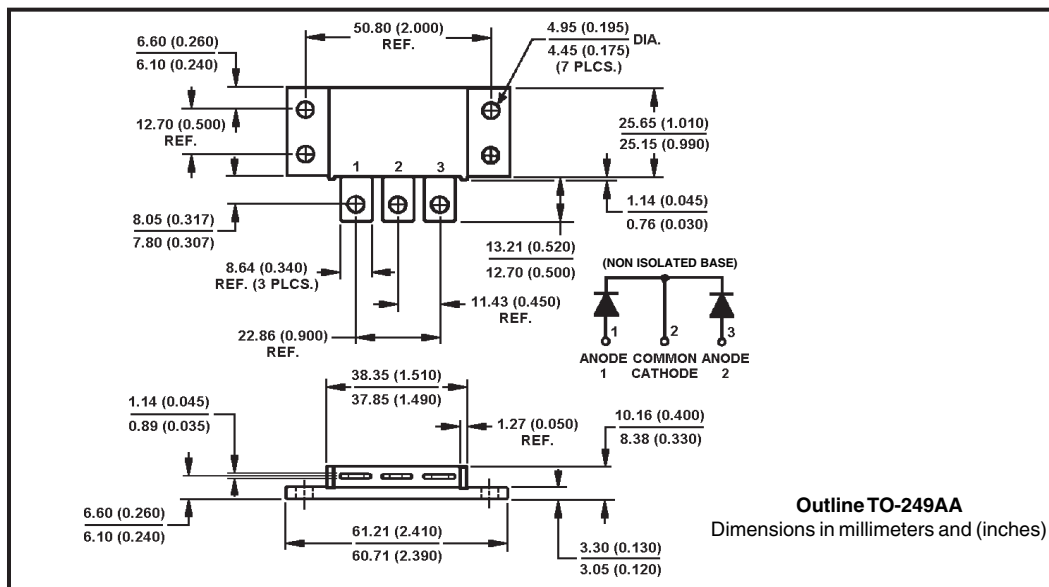 50.80 (2.000)
REF.
4.95 (0.195)
4.45 (0.175)
DIA.
(7 PLCS.)
6.60 (0.260)
6.10 (0.240)
12.70 (0.500)
REF.
25.65 (1.010)
25.15 (0.990)
1 2 3
8.05 (0.317)
7.80 (0.307)
1.14 (0.045)
0.76 (0.030)
13.21 (0.520)
12.70 (0.500)
8.64 (0.340)
REF. (3 PLCS.)
(NON ISOLATED BASE)
11.43 (0.450)
REF.
22.86 (0.900)
REF.
1 2 3
ANODE COMMON ANODE
1 CATHODE 2
38.35 (1.510)
37.85 (1.490)
1.14 (0.045)
0.89 (0.035)
1.27 (0.050)
REF.
10.16 (0.400)
8.38 (0.330)
6.60 (0.260)
6.10 (0.240)
61.21 (2.410)
60.71 (2.390)
3.30 (0.130)
3.05 (0.120)
Outline TO-249AA
Dimensions in millimeters and (inches)